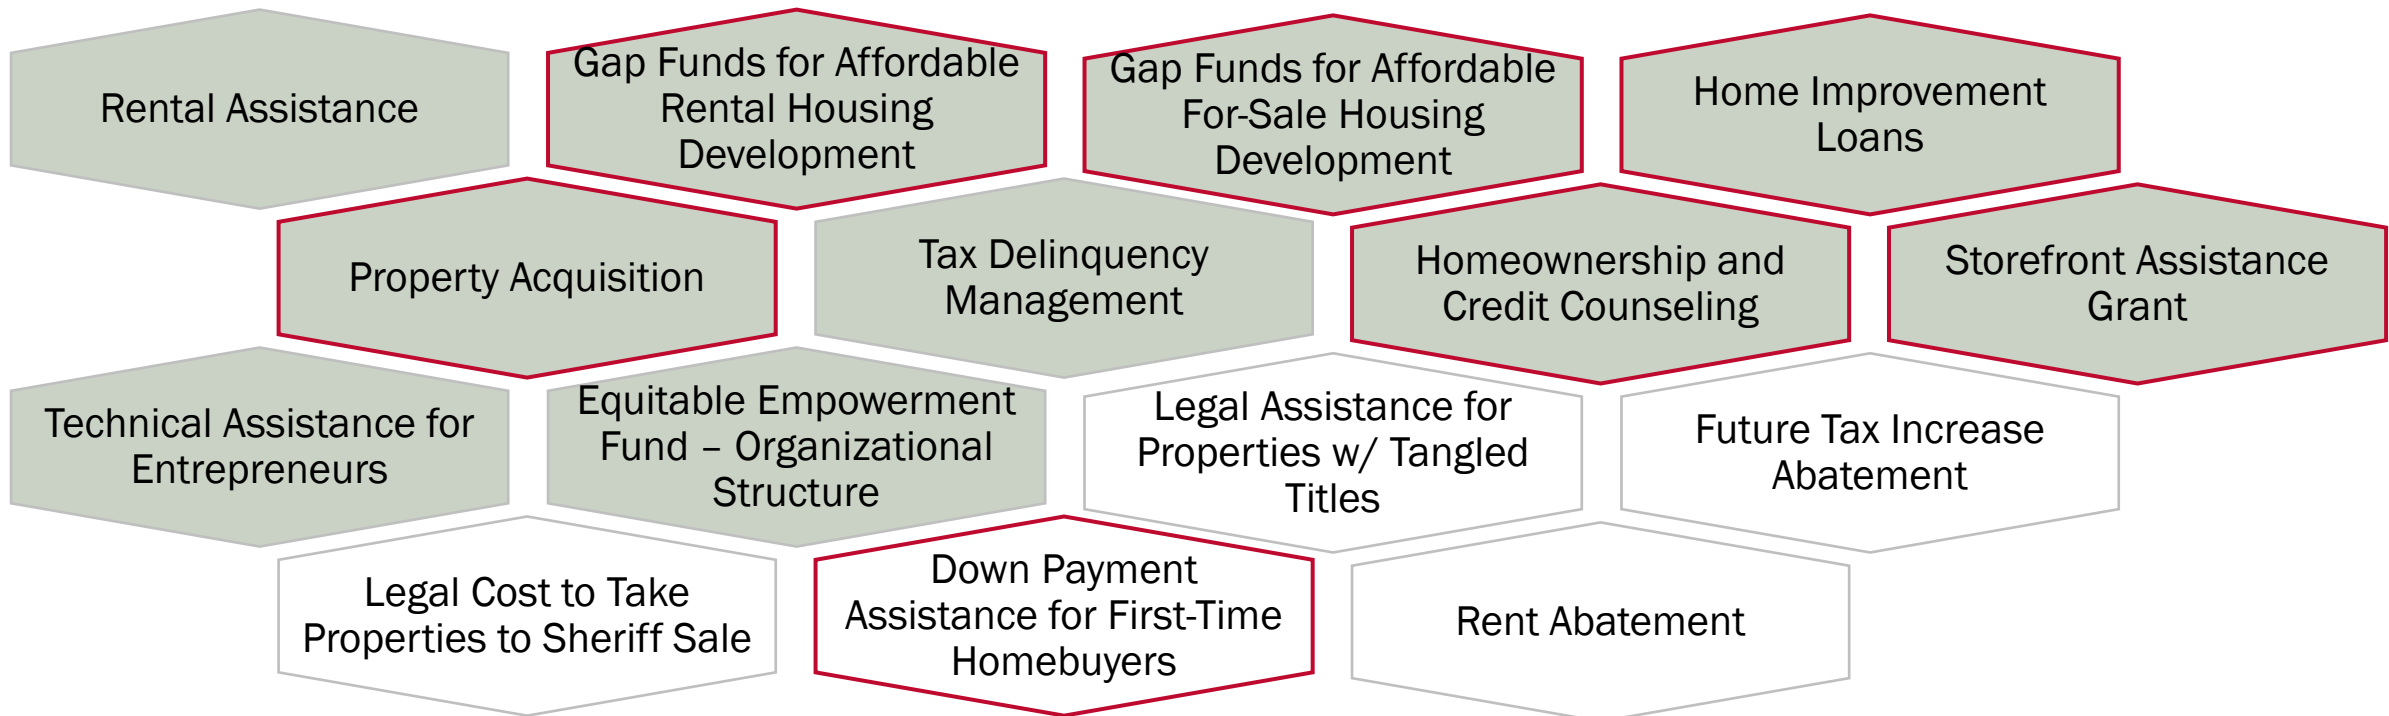 Rental Assistance
Gap Funds for Affordable
Rental Housing
Development
Gap Funds for Affordable
For-Sale Housing
Development
Home Improvement
Loans
Property Acquisition
Tax Delinquency
Management
Homeownership and
Credit Counseling
Storefront Assistance
Grant
Technical Assistance for
Entrepreneurs
Equitable Empowerment
Fund – Organizational
Structure
Legal Assistance for
Properties w/ Tangled
Titles
Future Tax Increase
Abatement
Legal Cost to Take
Properties to Sheriff Sale
Down Payment
Assistance for First-Time
Homebuyers
Rent Abatement